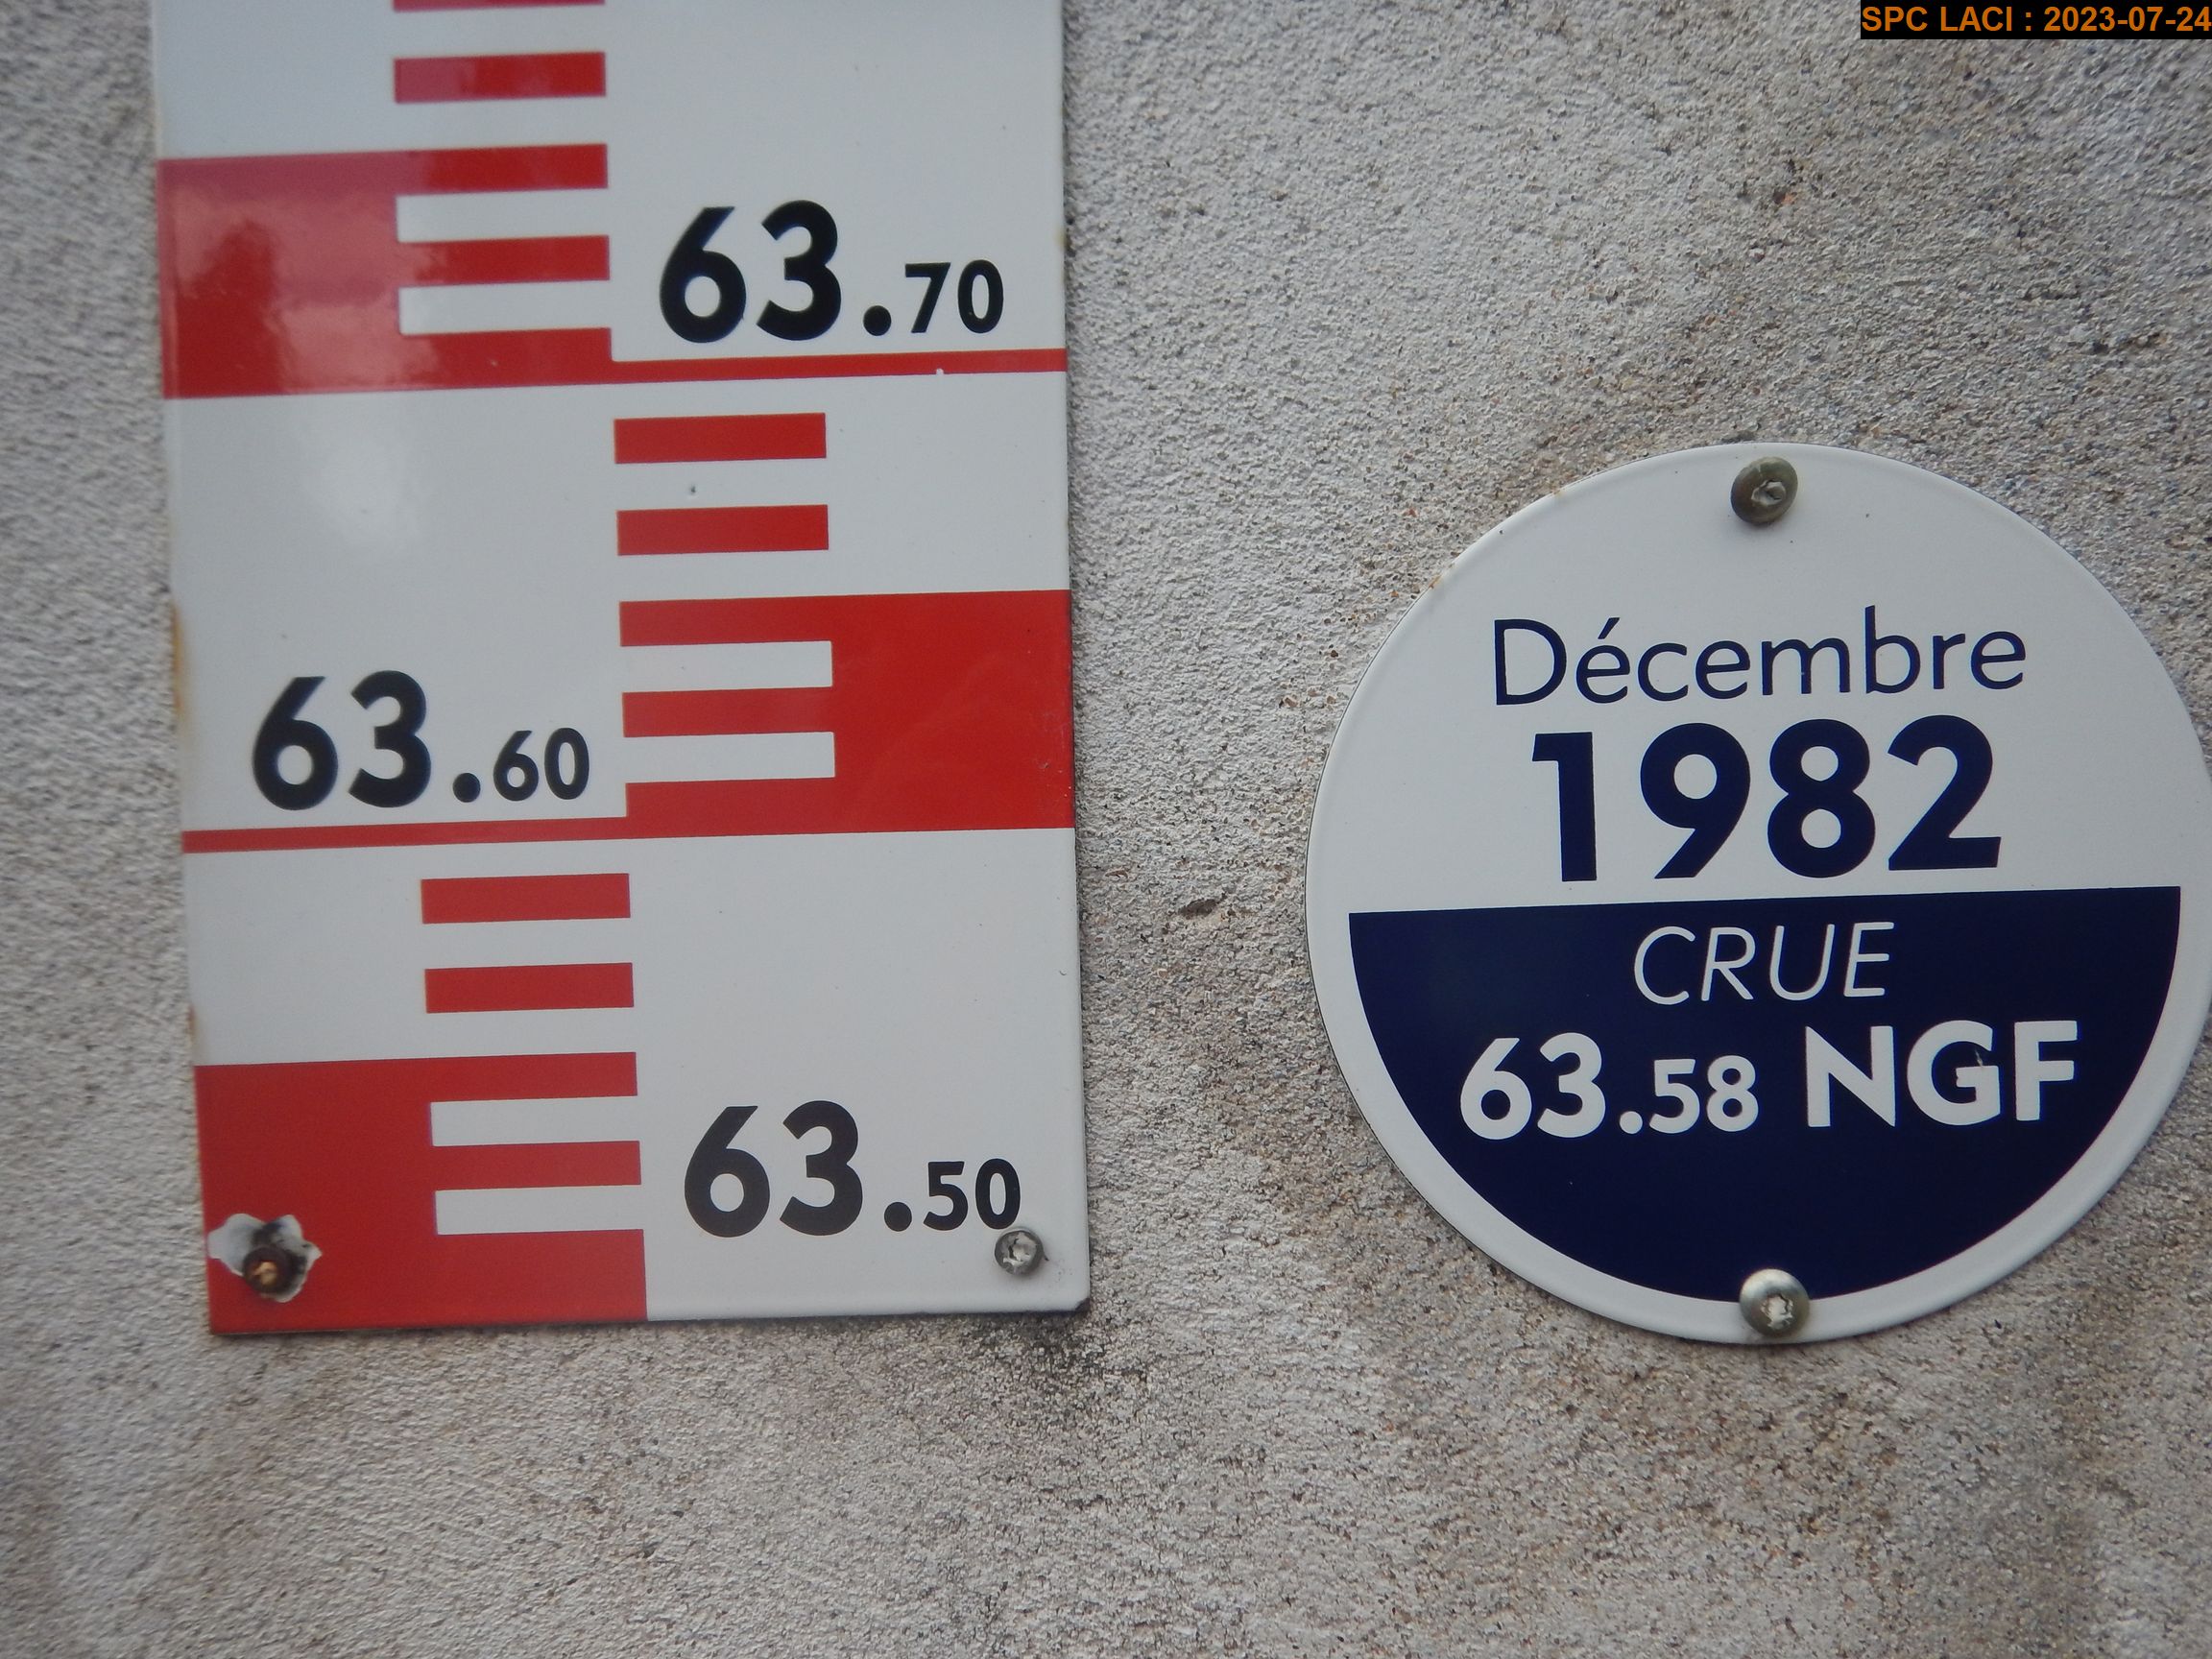 SPC LACI : 2023-07-24
63.70
63.60
63.50
Décembre
1982
CRUE
63.58 NGF